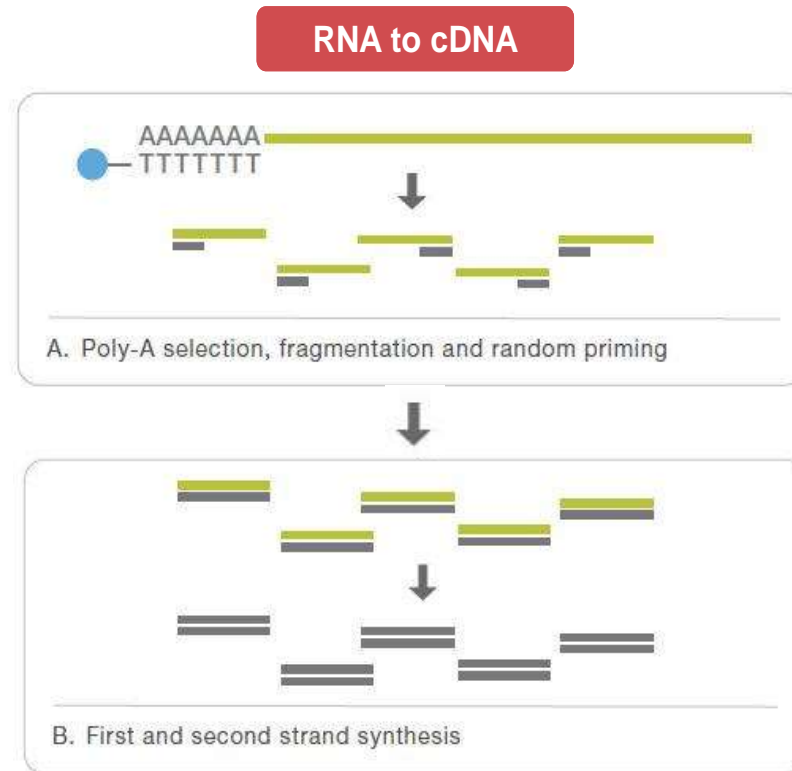 RNA to cDNA
AAAAAAA
TTTTTTT
A. Poly-A selection, fragmentation and random priming
B. First and second strand synthesis